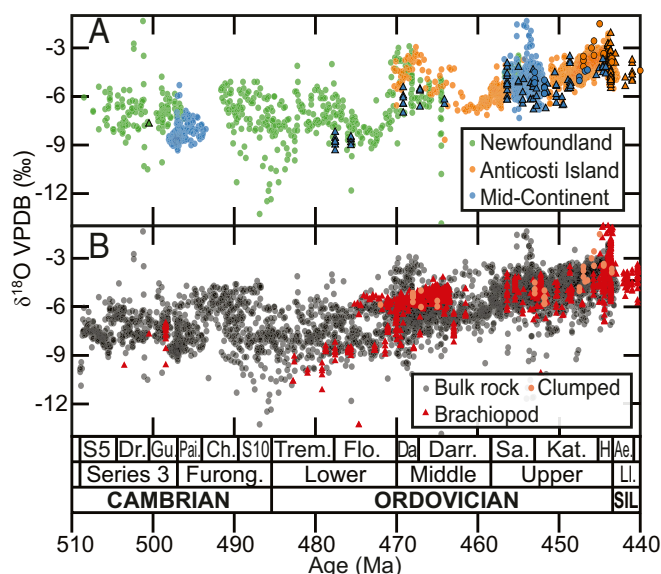 A
-3
-6
-9
-12
Newfoundland
Anticosti Island
Mid-Continent
δ18O VPDB (‰)
B
-3
-6
-9
-12
Bulk rock Clumped
Brachiopod
S5 Dr. Gu. Pai. Ch. S10 Trem. Flo. Da Darr. Sa. Kat. H Ae.
Series 3 Furong. Lower Middle Upper Ll.
CAMBRIAN ORDOVICIAN SIL
510 500 490 480 470 460 450 440
Age (Ma)